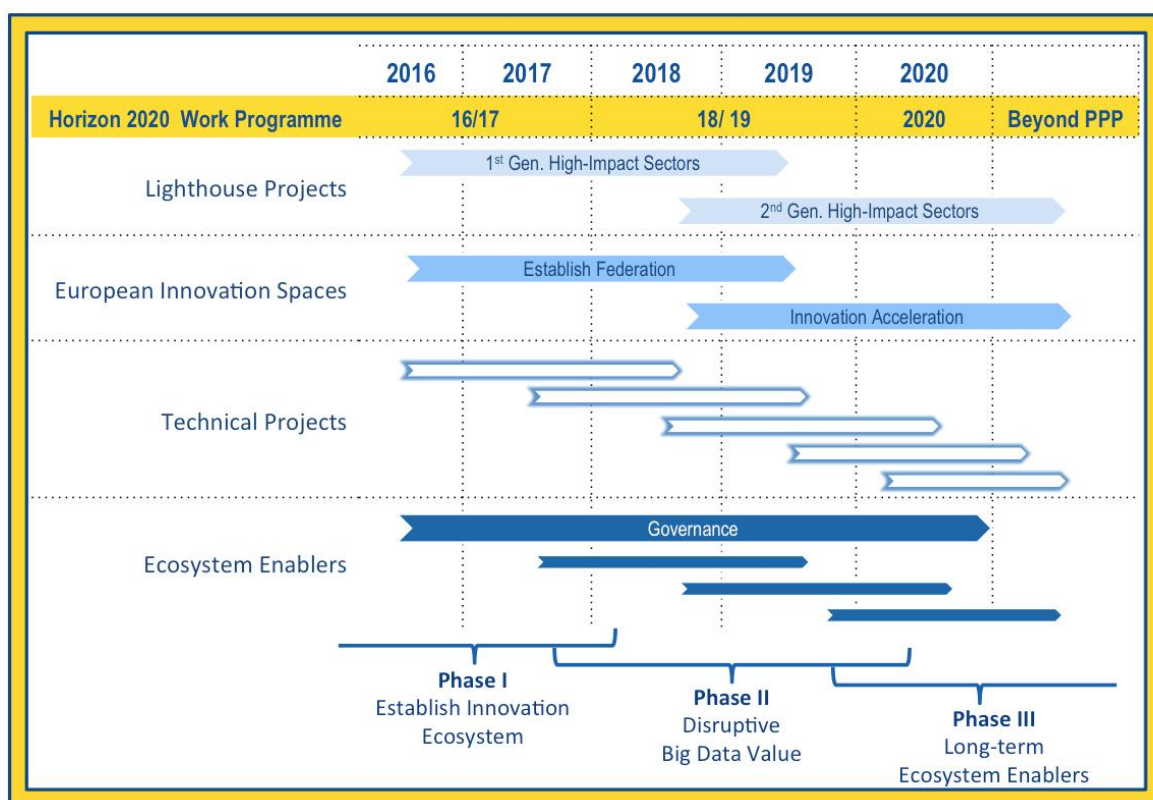 2016 2017 2018 2019 2020
Horizon 2020 Work Programme 16/17 18/ 19 2020 Beyond PPP
1st Gen. High-Impact Sectors
Lighthouse Projects
2nd Gen. High-Impact Sectors
Establish Federation
European Innovation Spaces
Innovation Acceleration
Technical Projects
Governance
Ecosystem Enablers
Phase I
Establish Innovation
Ecosystem
Phase II
Disruptive
Big Data Value
Phase III
Long-term
Ecosystem Enablers